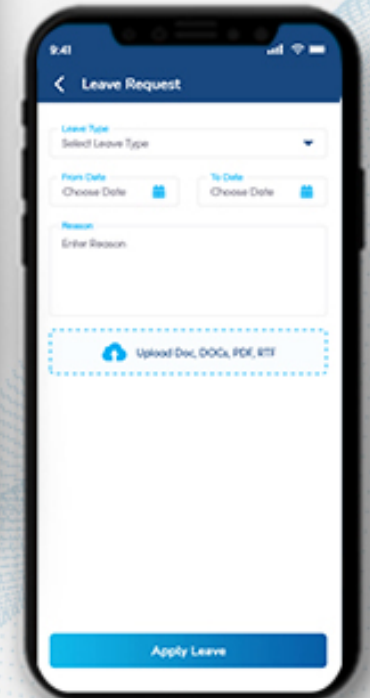 9:41
Leave Request
Leave Type
Select Leave Type
From Date
To Date
Choose Date
Choose Date
Reason
Enter Reason
Upload Doc, DOCx, PDF, RTF
Apply Leave